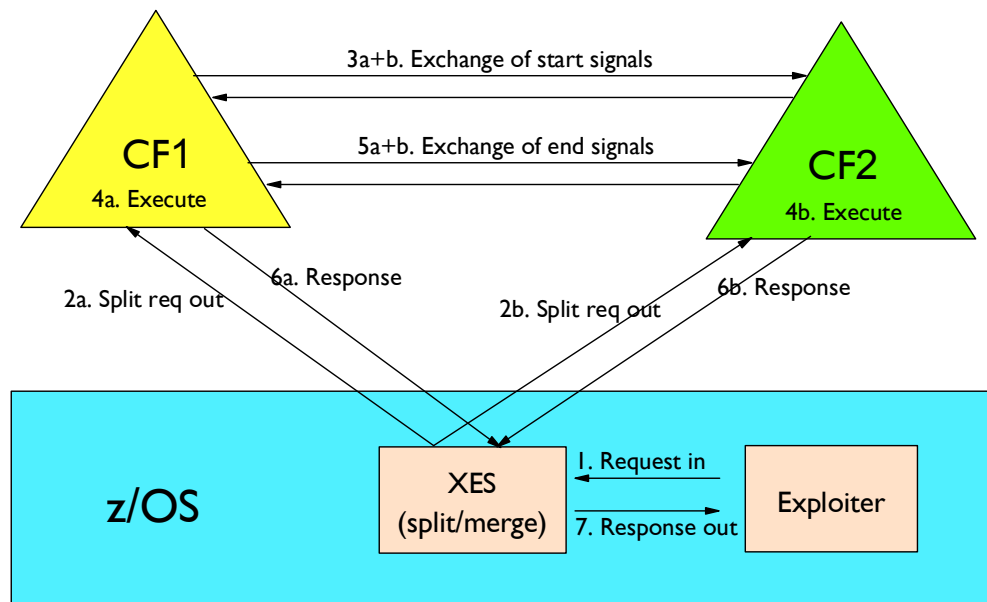 3a+b. Exchange of start signals
CF1
4a. Execute
5a+b. Exchange of end signals
CF2
4b. Execute
6a. Response
2a. Split req out
6b. Response
2b. Split req out
z/OS
XES
(split/merge)
1. Request in
7. Response out
Exploiter